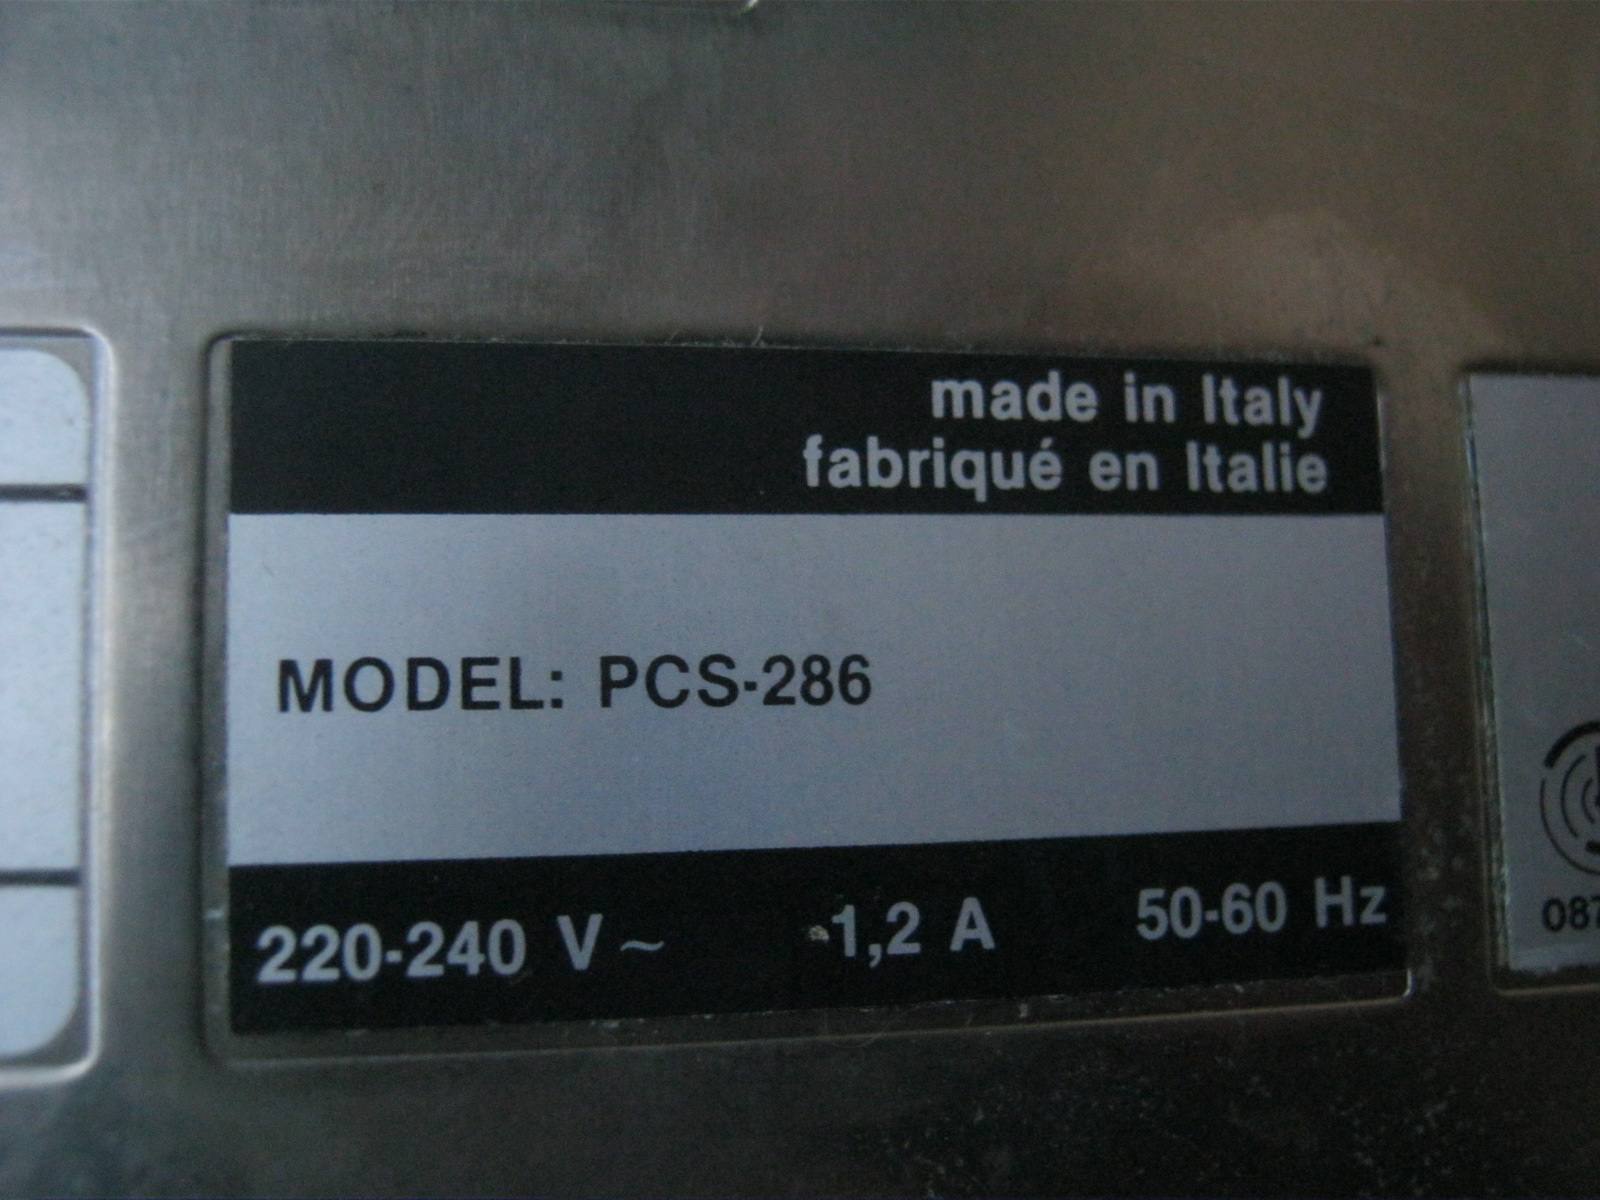 made in Italy
fabriqué en Italie
MODEL: PCS-286
220-240 V ~ 1,2 A 50-60 Hz